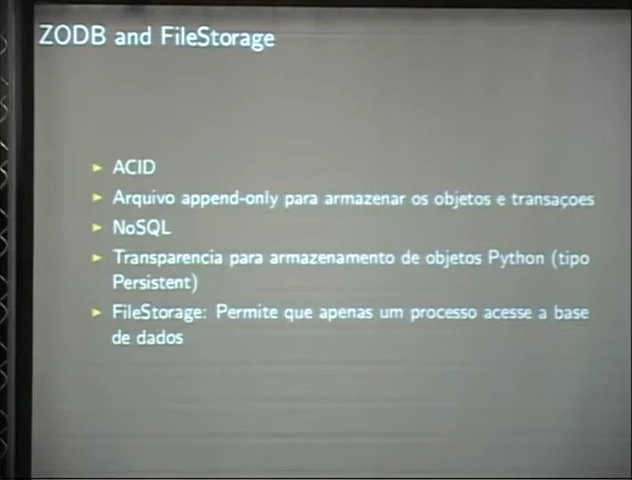 ZODB and FileStorage
ACID
Arquivo append-only para armazenar os objetos e transaçoes
NoSQL
Transparencia para armazenamento de objetos Python (tipo
Persistent)
FileStorage: Permite que apenas um processo acesse a base
de dados